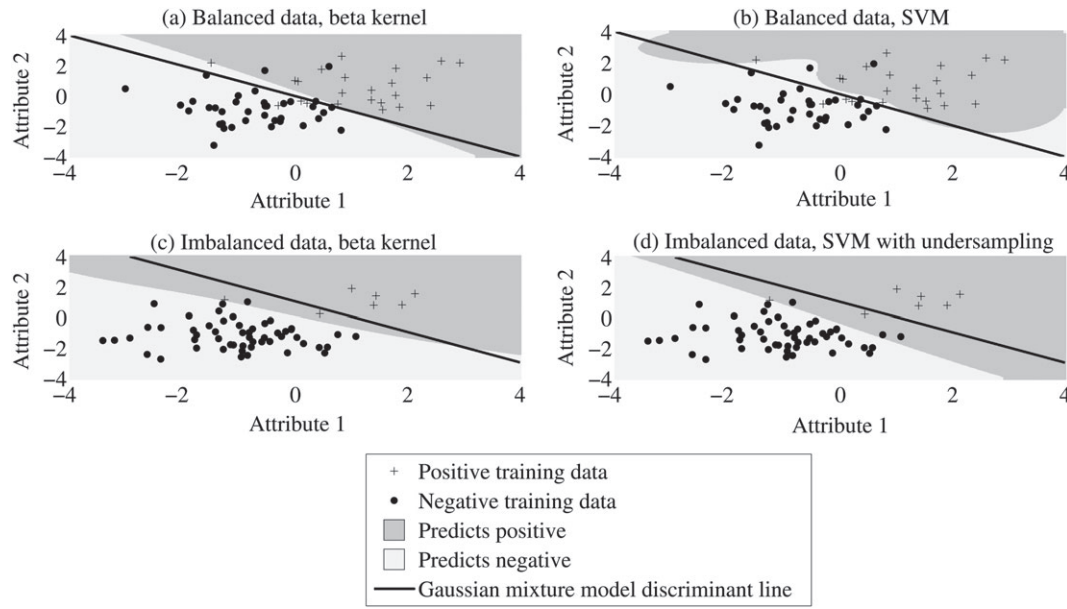 (a) Balanced data, beta kernel
(b) Balanced data, SVM
Attribute 2
4
2
0
−2
−4
−4
−2
0
2
4
Attribute 1
Attribute 2
4
2
0
−2
−4
−4
−2
0
2
4
Attribute 1
(c) Imbalanced data, beta kernel
(d) Imbalanced data, SVM with undersampling
Attribute 2
4
2
0
−2
−4
−4
−2
0
2
4
Attribute 1
Attribute 2
4
2
0
−2
−4
−4
−2
0
2
4
Attribute 1
Positive training data
Negative training data
Predicts positive
Predicts negative
Gaussian mixture model discriminant line